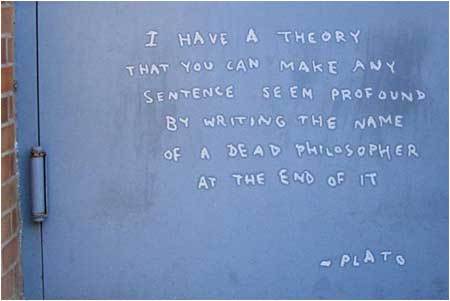 I HAVE A THEORY
THAT YOU CAN MAKE ANY
SENTENCE SEEM PROFOUND
BY WRITING THE NAME
OF A DEAD PHILOSOPHER
AT THE END OF IT
~PLATO